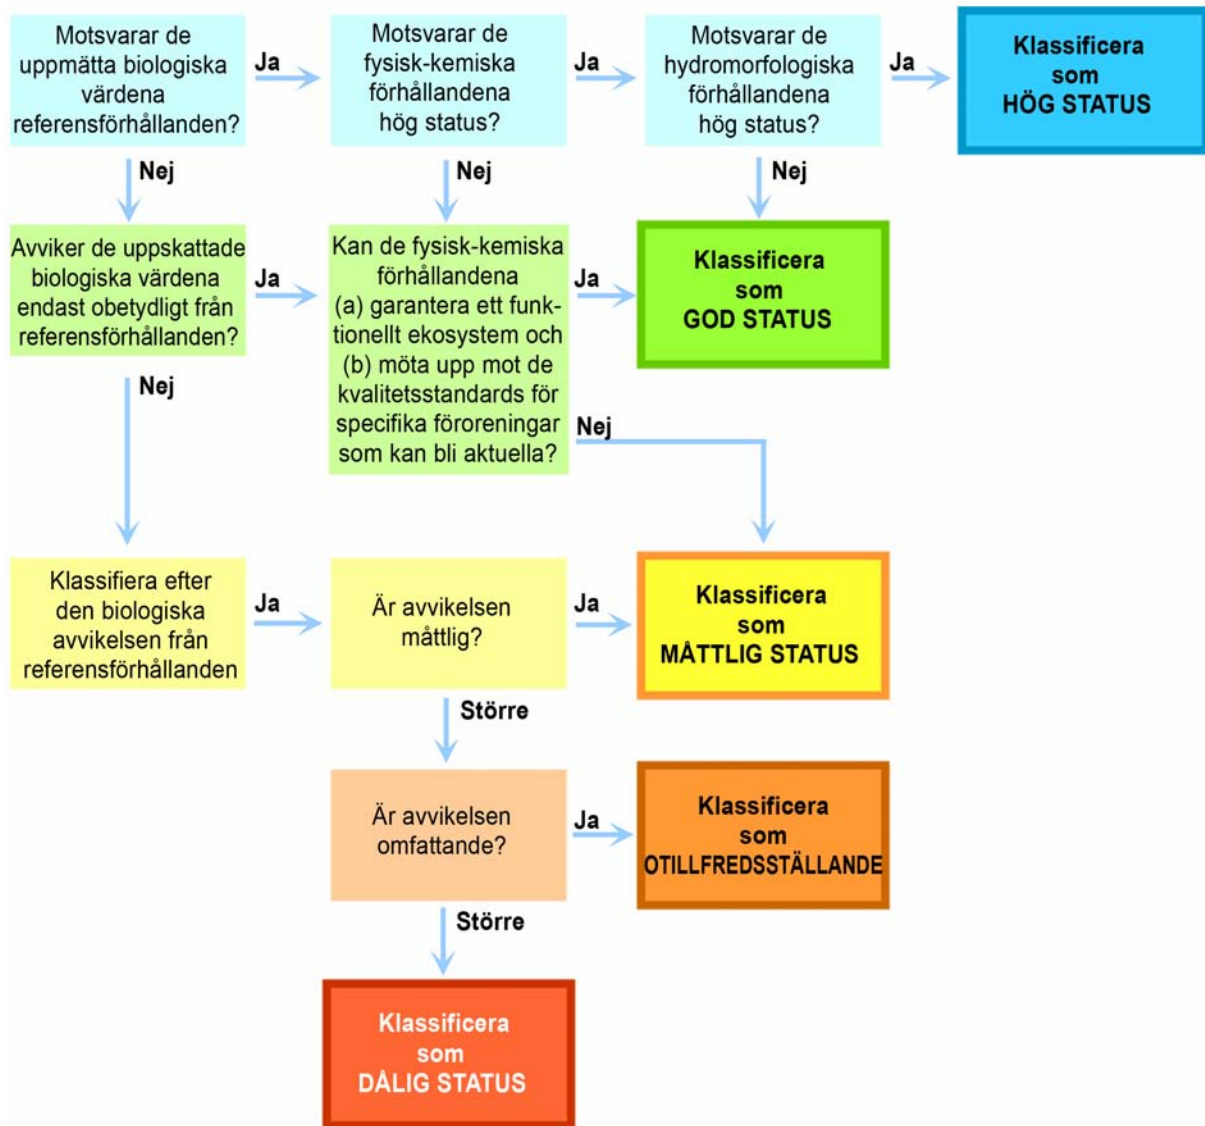 Motsvarar de
uppmätta biologiska
värdena
referensförhållanden?
Ja
Motsvarar de
fysisk-kemiska
förhållandena
hög status?
Ja
Motsvarar de
hydromorfologiska
förhållandena
hög status?
Ja
Klassificera
som
HÖG STATUS
Nej
Nej
Nej
Avviker de uppskattade
biologiska värdena
endast obetydligt från
referensförhållanden?
Ja
Kan de fysisk-kemiska
förhållandena
(a) garantera ett funk-
tionellt ekosystem och
(b) möta upp mot de
kvalitetsstandards för
specifika föroreningar
som kan bli aktuella?
Ja
Klassificera
som
GOD STATUS
Nej
Nej
Klassifiera efter
den biologiska
avvikelsen från
referensförhållanden
Ja
Är avvikelsen
måttlig?
Ja
Klassificera
som
MÅTTLIG STATUS
Större
Är avvikelsen
omfattande?
Ja
Klassificera
som
OTILLFREDSSTÄLLANDE
Större
Klassificera
som
DÅLIG STATUS